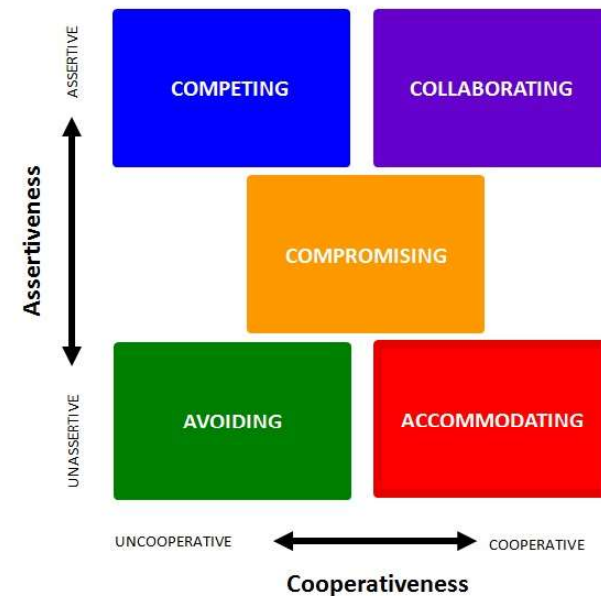 ASSERTIVE
COMPETING
COLLABORATING
Assertiveness
COMPROMISING
UNASSERTIVE
AVOIDING
ACCOMMODATING
UNCOOPERATIVE
COOPERATIVE
Cooperativeness